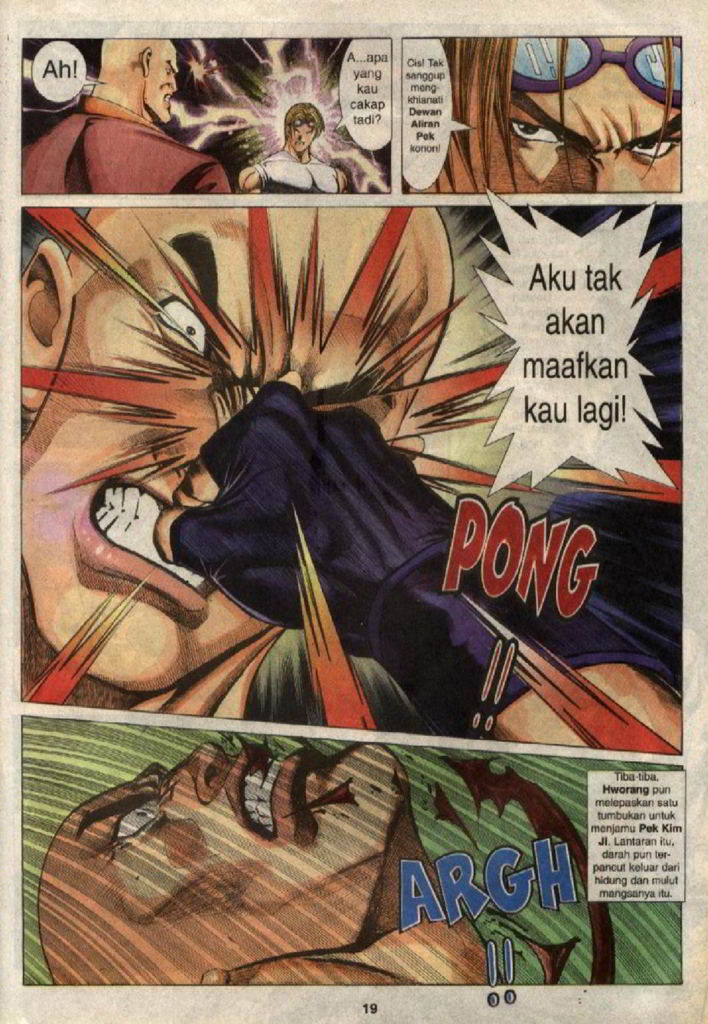 Ah!
A...apa
yang
kau
cakap
tadi?
Cis! Tak
sanggup
meng-
khianati
Dewan
Aliran
Pek
konon!
Aku tak
akan
maafkan
kau lagi!
PONG
!!
ARGH
!!
Tiba-tiba,
Hworang pun
melepaskan satu
tumbukan untuk
menjamu Pek Kim
Ji. Lantaran itu,
darah pun ter-
pancut keluar dari
hidung dan mulut
mangsanya itu.
19